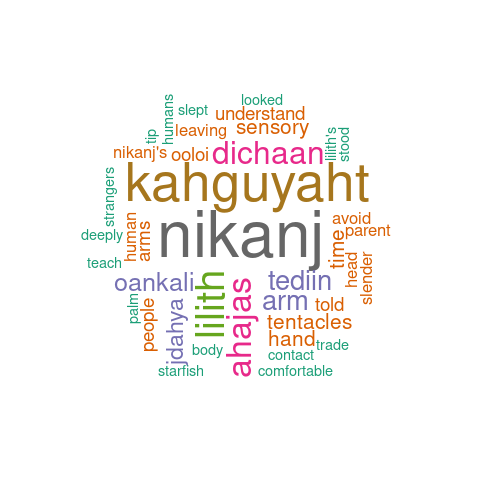 humans
slept
looked
tip
understand
leaving
sensory
lilith's
stood
nikanj's
ooloi
dichaan
kahguyaht
strangers
nikanj
avoid
parent
human
arms
deeply
time
head
slender
teach
oankali
lilith
ahajas
tediin
arm
told
palm
people
jdahya
tentacles
hand
trade
body
contact
starfish
comfortable